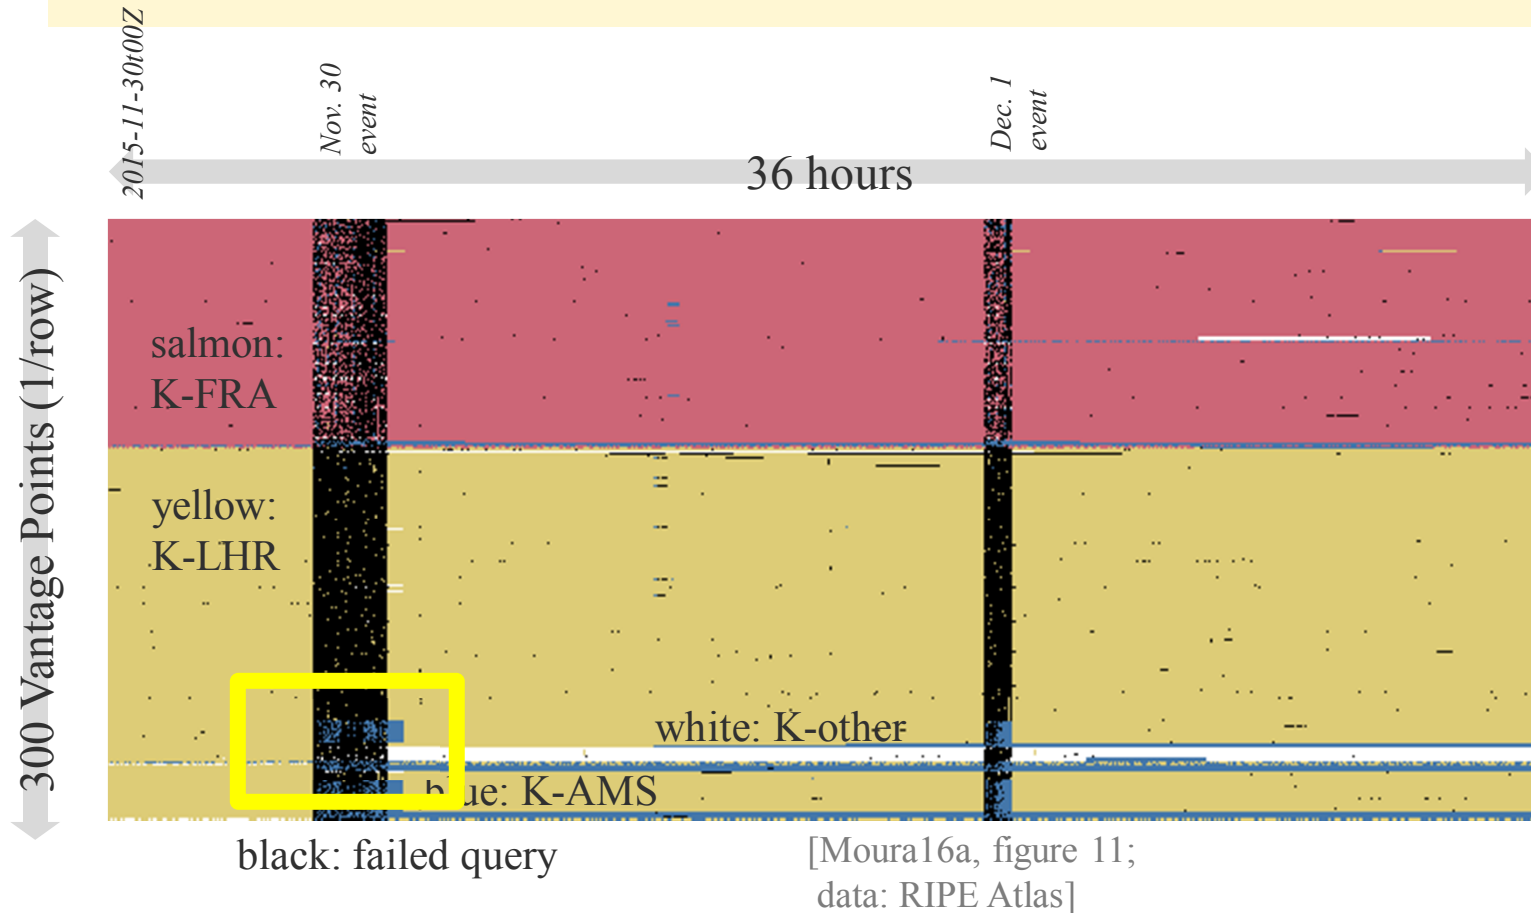 2015-11-30t00Z
Nov. 30
event
Dec. 1
event
36 hours
300 Vantage Points (1/row)
salmon:
K-FRA
yellow:
K-LHR
white: K-other
blue: K-AMS
black: failed query
[Moura16a, figure 11;
data: RIPE Atlas]